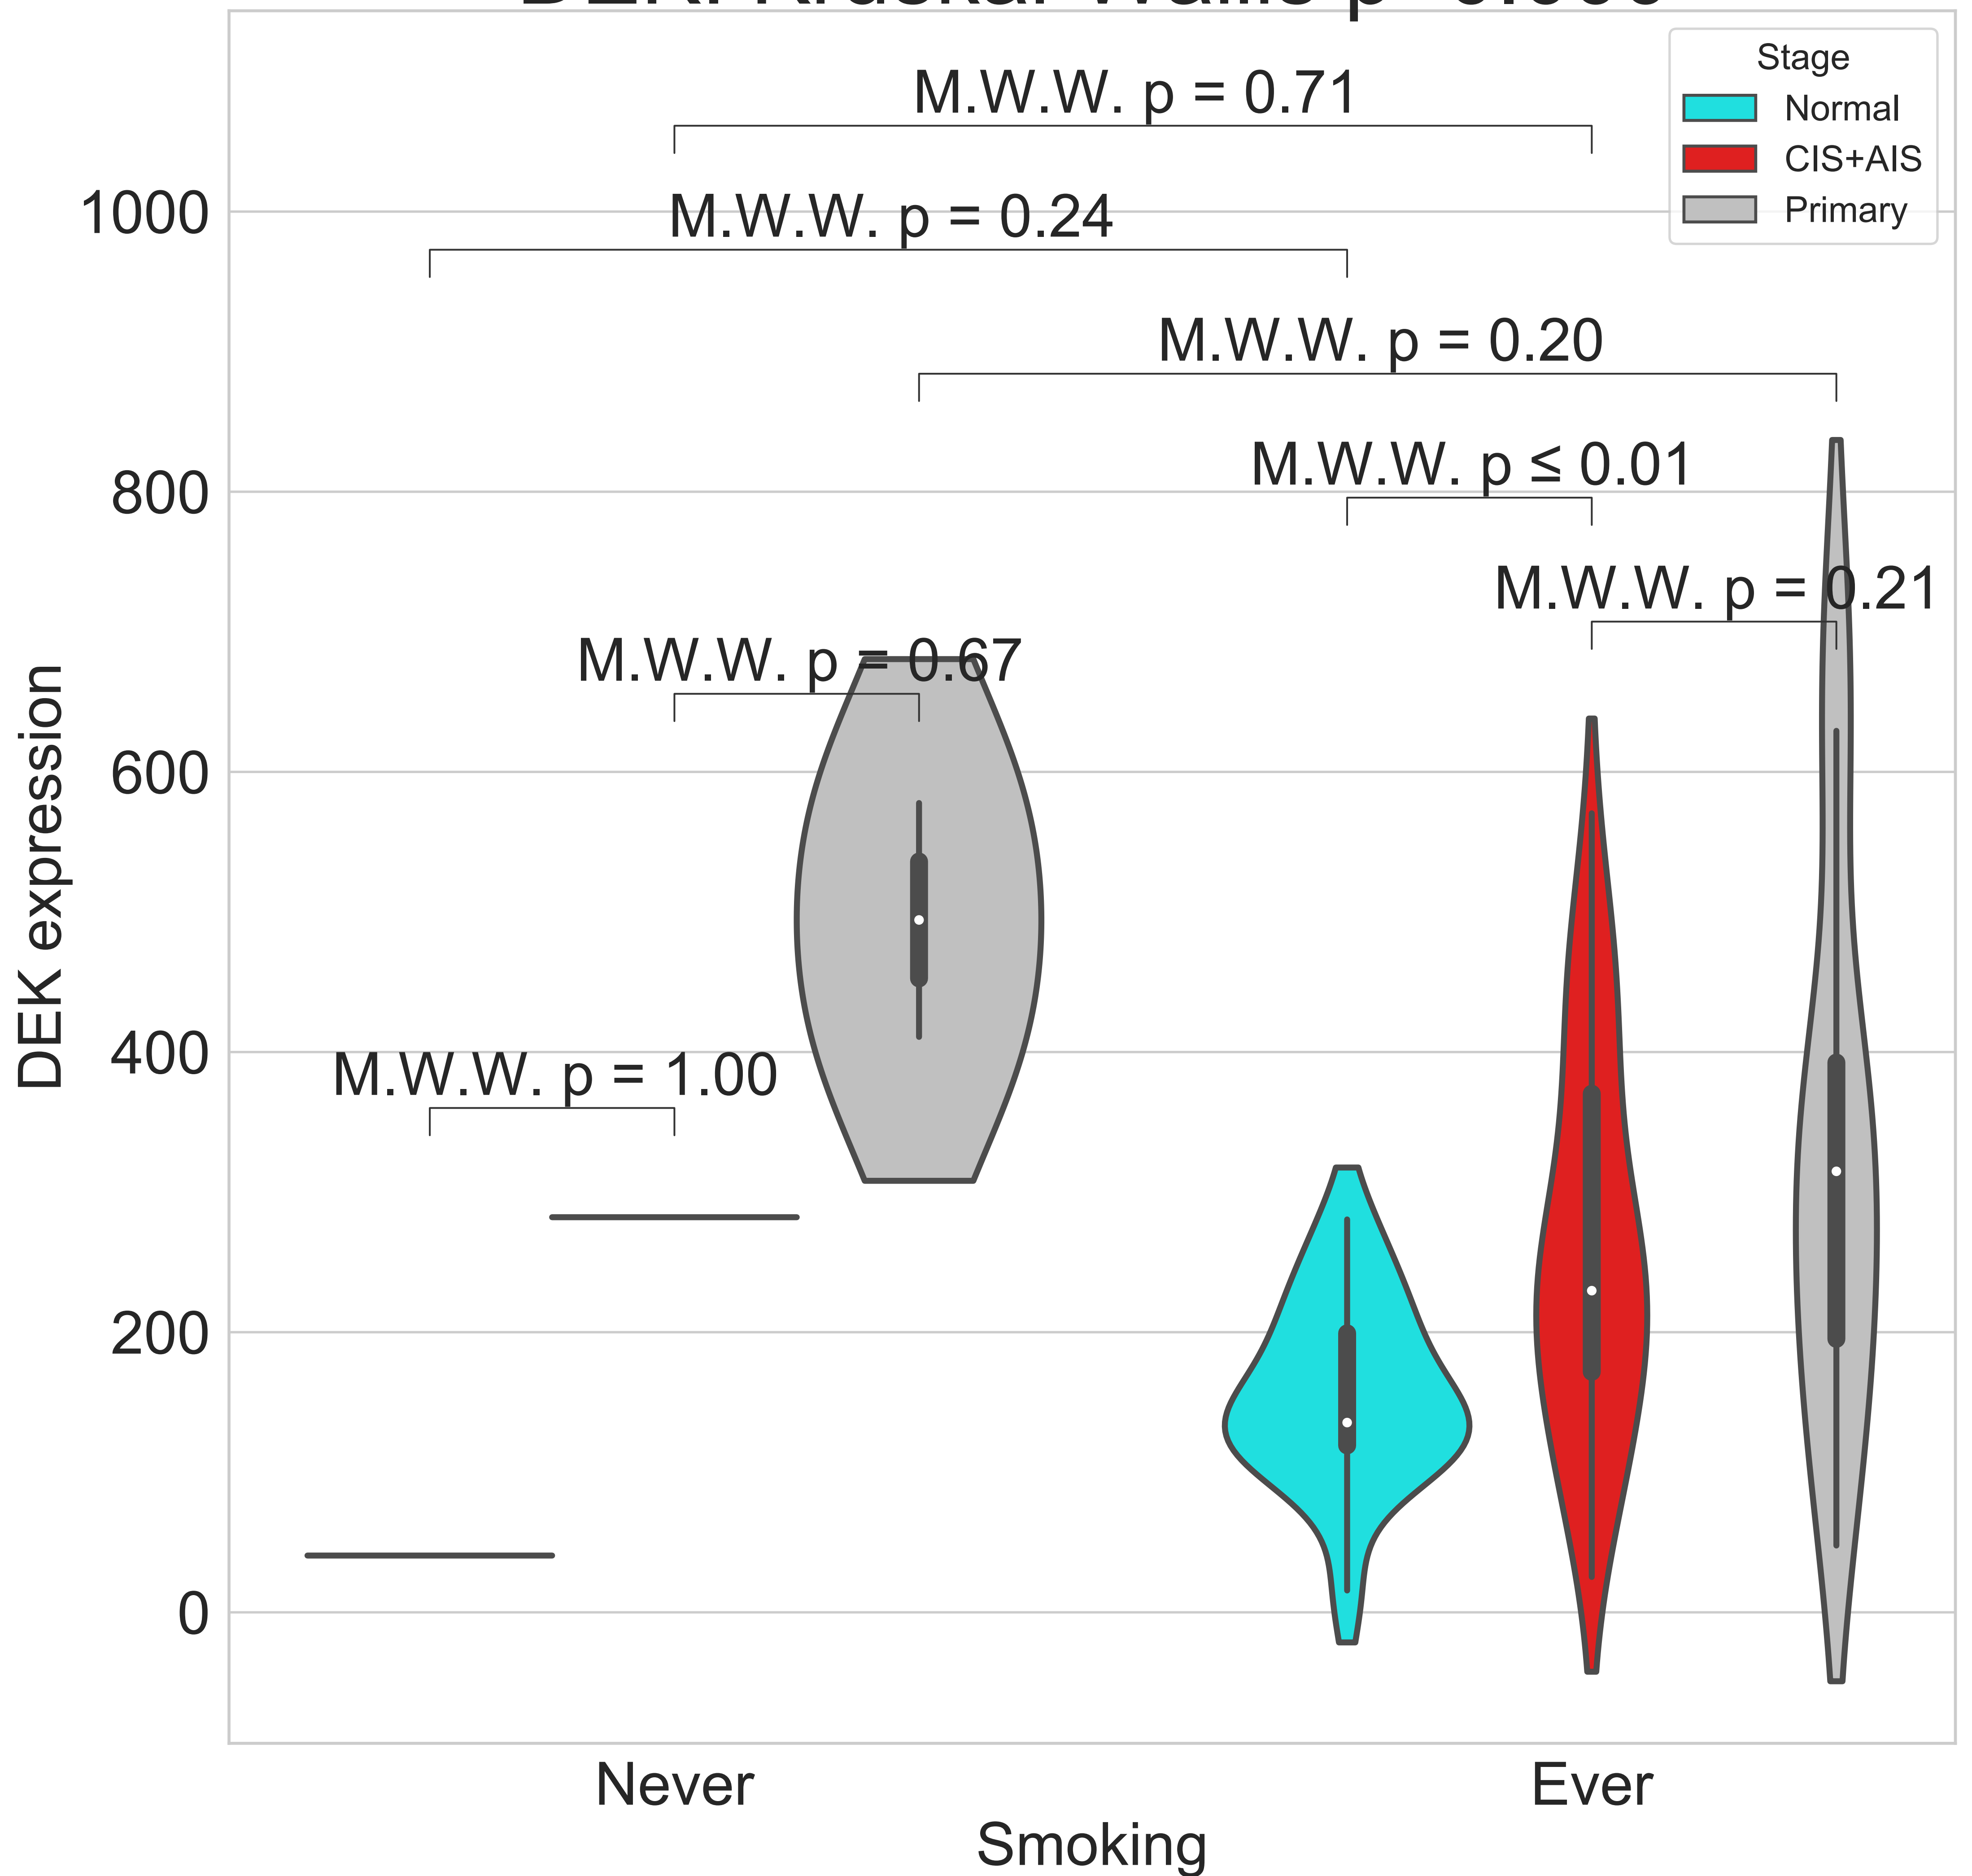 Stage
Normal
CIS+AIS
Primary
M.W.W. p = 0.71
M.W.W. p = 0.24
M.W.W. p = 0.20
M.W.W. p ≤ 0.01
M.W.W. p = 0.21
M.W.W. p = 0.67
M.W.W. p = 1.00
DEK expression
1000
800
600
400
200
0
Never
Ever
Smoking